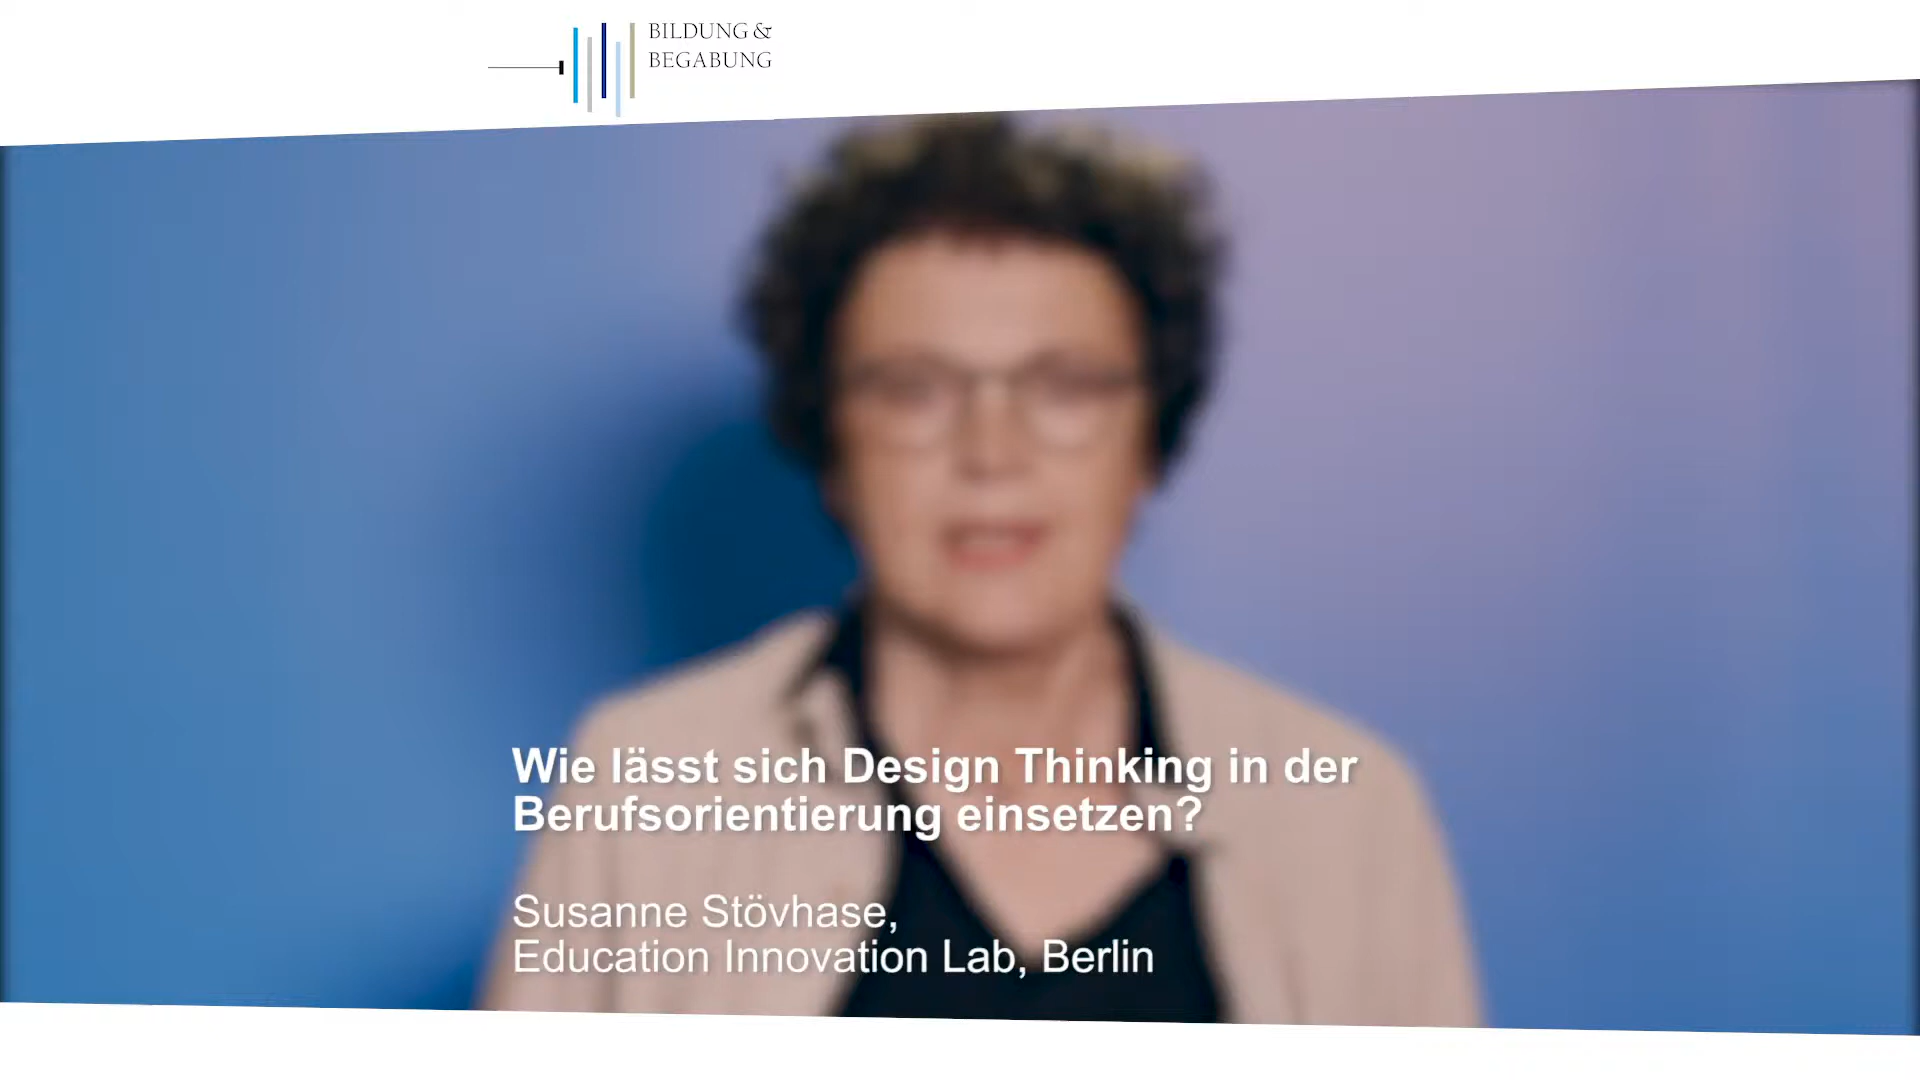 BILDUNG &
BEGABUNG
Wie lässt sich Design Thinking in der
Berufsorientierung einsetzen?
Susanne Stövhase,
Education Innovation Lab, Berlin